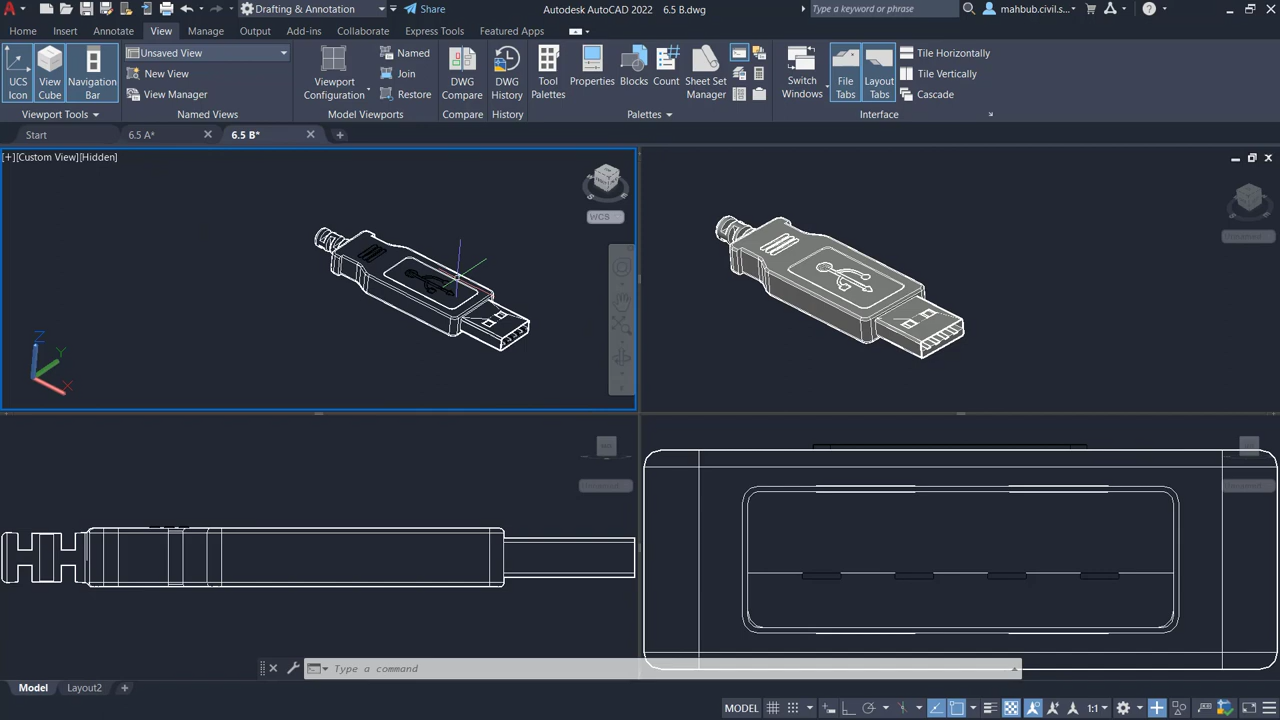 Drafting & Annotation
Share
Autodesk AutoCAD 2022 6.5 B.dwg
Type a keyword or phrase
mahbub.civil.s...
Home Insert Annotate Parametric View Manage Output Add-ins Collaborate Express Tools Featured Apps
UCS Icon
View Cube
Navigation Bar
Unsaved View
New View
View Manager
Viewport Configuration
Named
Join
Restore
DWG Compare
DWG History
Tool Palettes
Properties
Blocks
Count
Sheet Set Manager
Switch Windows
File Tabs
Layout Tabs
Tile Horizontally
Tile Vertically
Cascade
Viewport Tools Named Views Model Viewports Compare History Palettes Interface
Start 6.5 A* 6.5 B*
[+][Custom View][Hidden]
WCS
Z
Y
X
Type a command
Model Layout2
MODEL
1:1